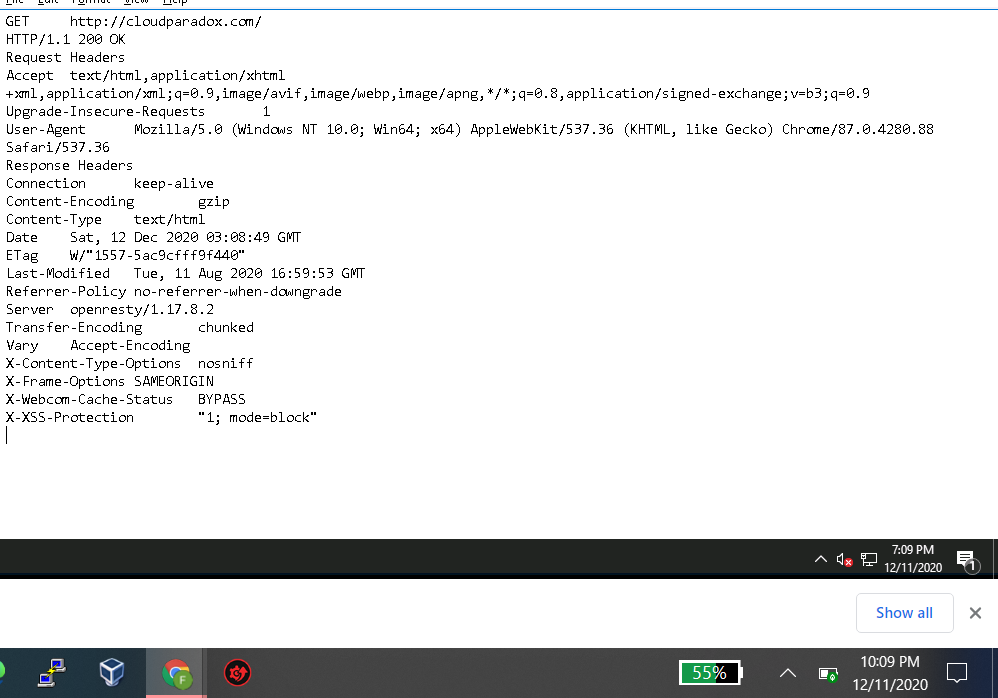 File Edit Format View Help
GET http://cloudparadox.com/
HTTP/1.1 200 OK
Request Headers
Accept text/html,application/xhtml
+xml,application/xml;q=0.9,image/avif,image/webp,image/apng,*/*;q=0.8,application/signed-exchange;v=b3;q=0.9
Upgrade-Insecure-Requests 1
User-Agent Mozilla/5.0 (Windows NT 10.0; Win64; x64) AppleWebKit/537.36 (KHTML, like Gecko) Chrome/87.0.4280.88
Safari/537.36
Response Headers
Connection keep-alive
Content-Encoding gzip
Content-Type text/html
Date Sat, 12 Dec 2020 03:08:49 GMT
ETag W/"1557-5ac9cfff9f440"
Last-Modified Tue, 11 Aug 2020 16:59:53 GMT
Referrer-Policy no-referrer-when-downgrade
Server openresty/1.17.8.2
Transfer-Encoding chunked
Vary Accept-Encoding
X-Content-Type-Options nosniff
X-Frame-Options SAMEORIGIN
X-Webcom-Cache-Status BYPASS
X-XSS-Protection "1; mode=block"
7:09 PM
12/11/2020
1
Show all
F
55%
10:09 PM
12/11/2020